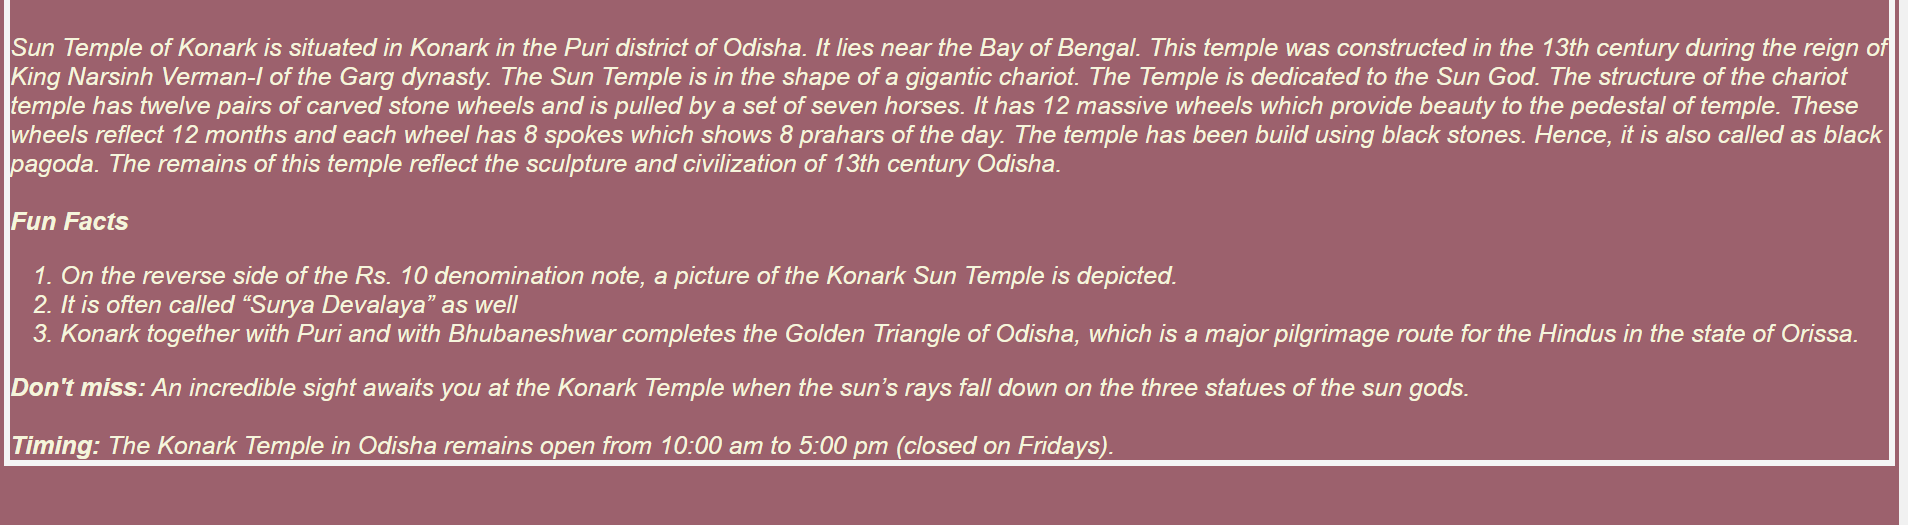 Sun Temple of Konark is situated in Konark in the Puri district of Odisha. It lies near the Bay of Bengal. This temple was constructed in the 13th century during the reign of
King Narsinh Verman-I of the Garg dynasty. The Sun Temple is in the shape of a gigantic chariot. The Temple is dedicated to the Sun God. The structure of the chariot
temple has twelve pairs of carved stone wheels and is pulled by a set of seven horses. It has 12 massive wheels which provide beauty to the pedestal of temple. These
wheels reflect 12 months and each wheel has 8 spokes which shows 8 prahars of the day. The temple has been build using black stones. Hence, it is also called as black
pagoda. The remains of this temple reflect the sculpture and civilization of 13th century Odisha.
Fun Facts
1. On the reverse side of the Rs. 10 denomination note, a picture of the Konark Sun Temple is depicted.
2. It is often called “Surya Devalaya” as well
3. Konark together with Puri and with Bhubaneshwar completes the Golden Triangle of Odisha, which is a major pilgrimage route for the Hindus in the state of Orissa.
Don't miss: An incredible sight awaits you at the Konark Temple when the sun’s rays fall down on the three statues of the sun gods.
Timing: The Konark Temple in Odisha remains open from 10:00 am to 5:00 pm (closed on Fridays).